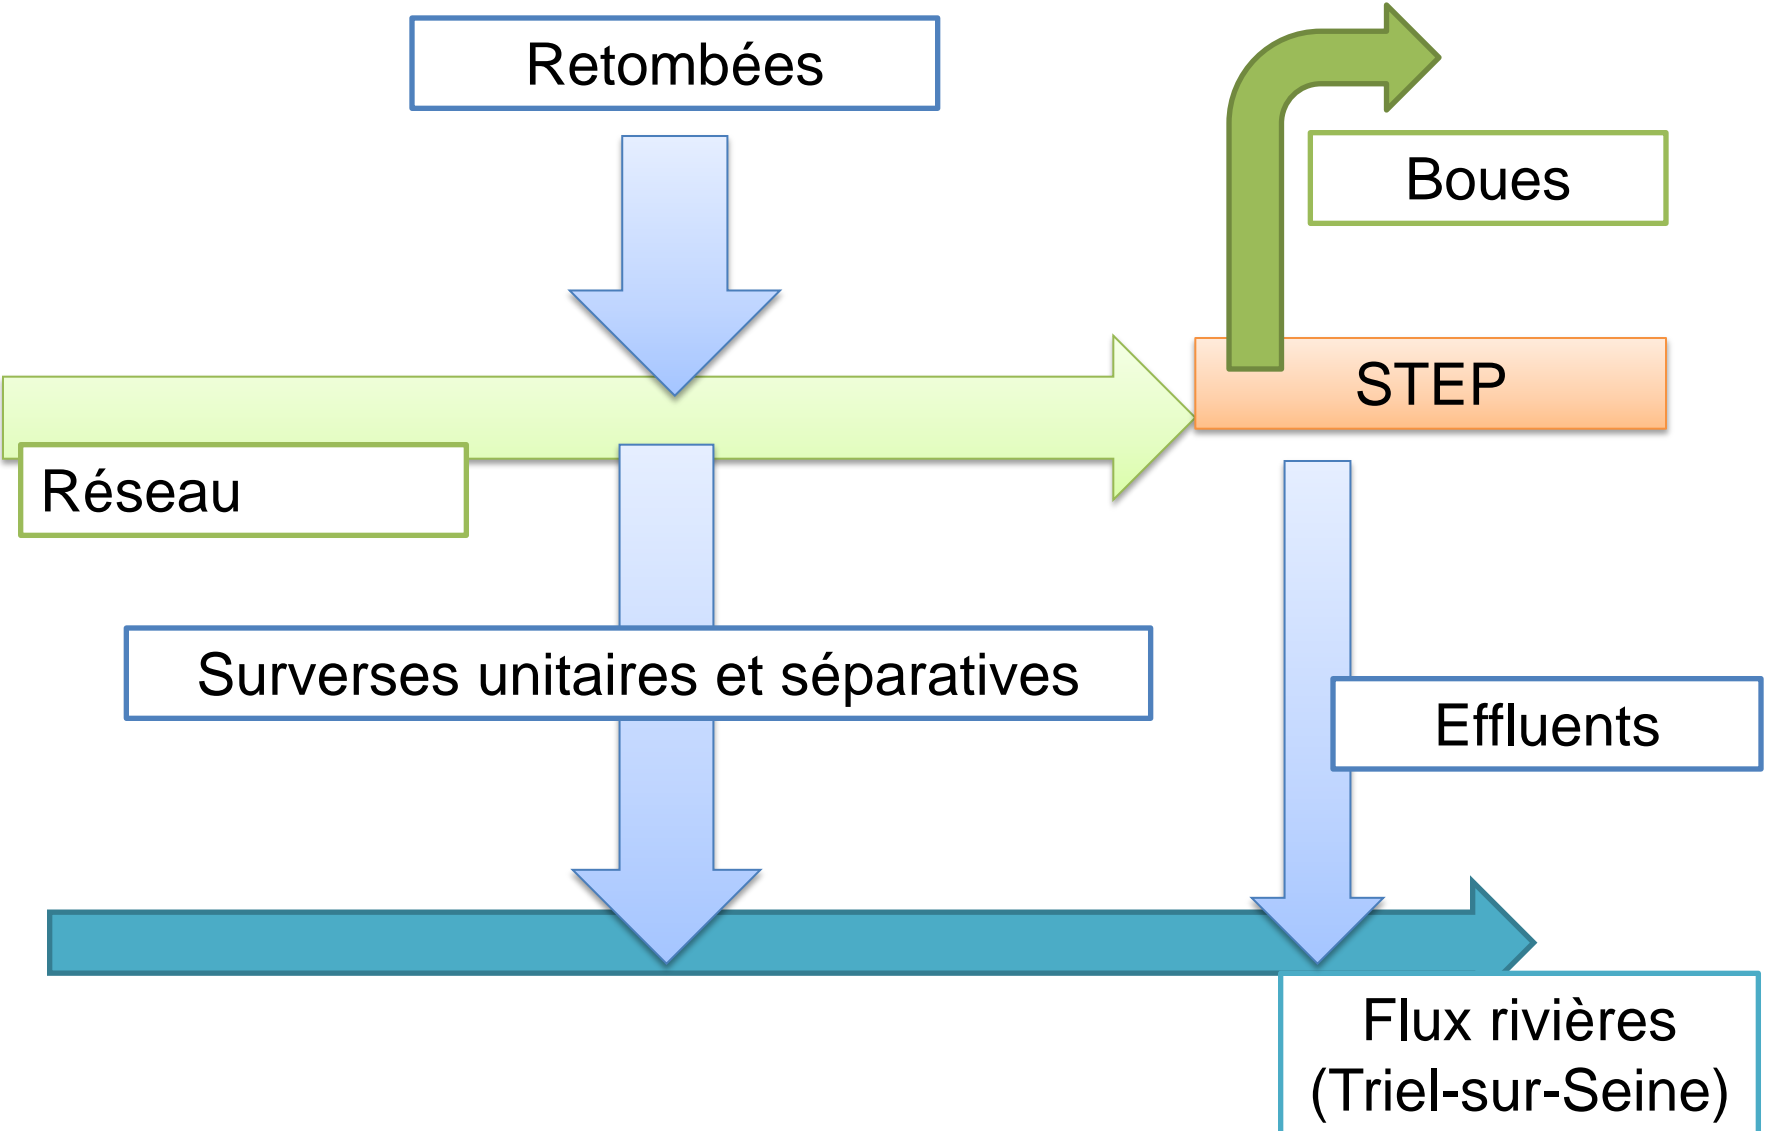 Retombées
Boues
STEP
Réseau
Surverses unitaires et séparatives
Effluents
Flux rivières
(Triel-sur-Seine)